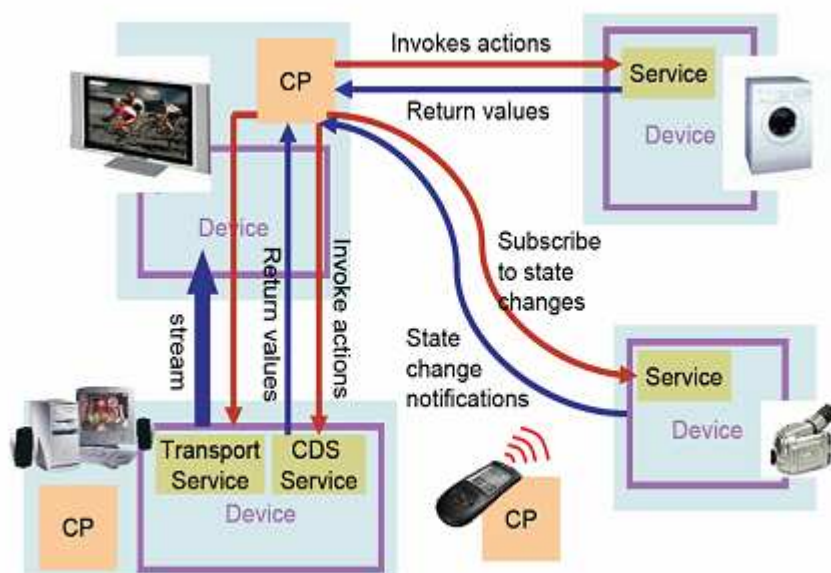 CP
Invokes actions
Return values
Service
Device
Device
stream
Return values
Invoke actions
Subscribe
to state
changes
State
change
notifications
Service
Device
Transport
Service
CDS
Service
Device
CP
CP